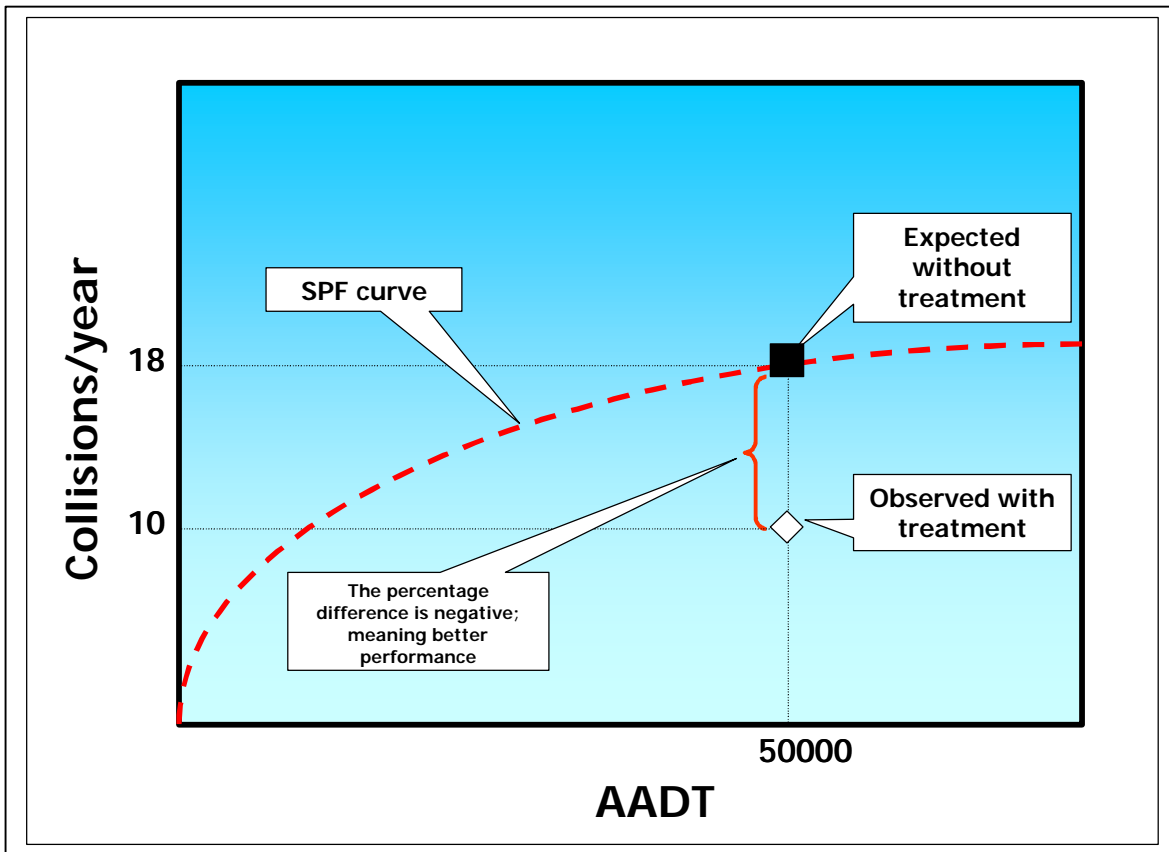 Expected
without
treatment
SPF curve
Collisions/year
18
10
Observed with
treatment
The percentage
difference is negative;
meaning better
performance
50000
AADT